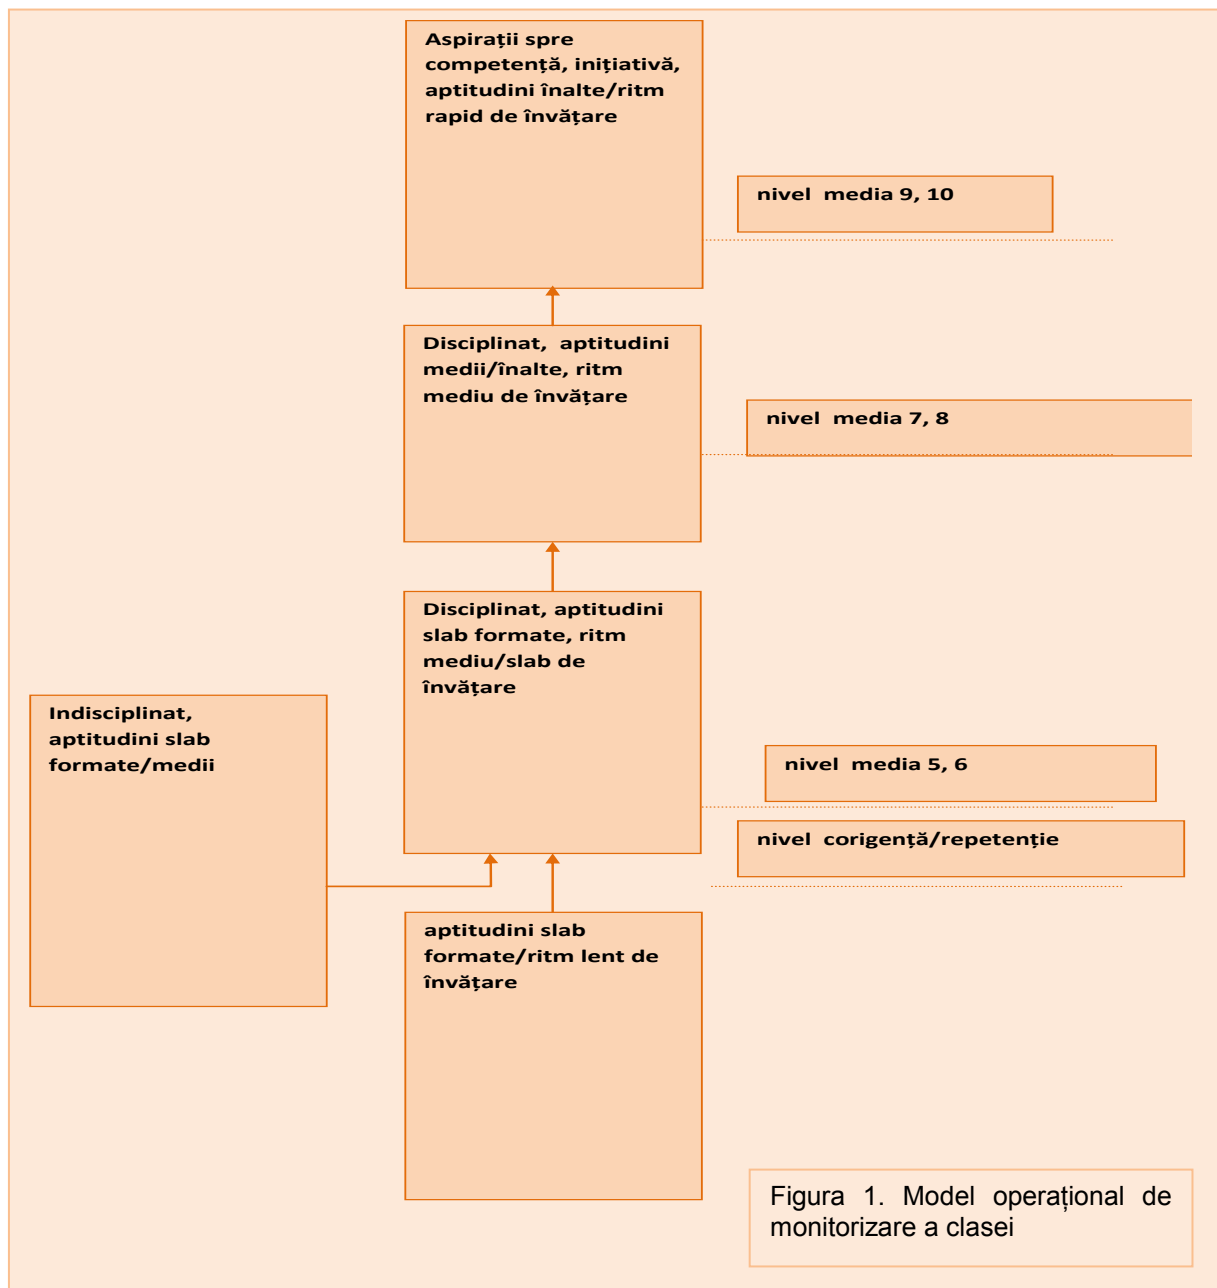 Aspirații spre
competență, inițiativă,
aptitudini înalte/ritm
rapid de învățare
nivel media 9, 10
Disciplinat, aptitudini
medii/înalte, ritm
mediu de învățare
nivel media 7, 8
Disciplinat, aptitudini
slab formate, ritm
mediu/slab de
învățare
Indisciplinat,
aptitudini slab
formate/medii
nivel media 5, 6
nivel corigență/repetenție
aptitudini slab
formate/ritm lent de
învățare
Figura 1. Model operațional de
monitorizare a clasei